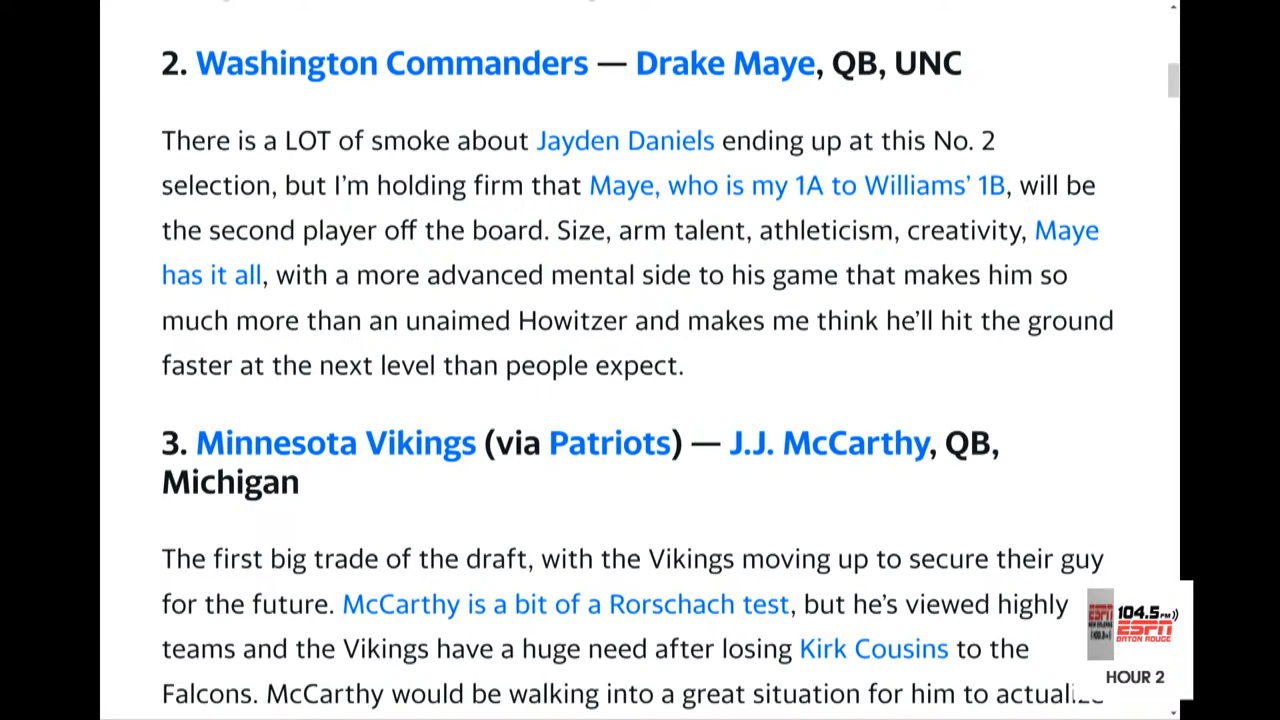 2. Washington Commanders — Drake Maye, QB, UNC
There is a LOT of smoke about Jayden Daniels ending up at this No. 2
selection, but I'm holding firm that Maye, who is my 1A to Williams' 1B, will be
the second player off the board. Size, arm talent, athleticism, creativity, Maye
has it all, with a more advanced mental side to his game that makes him so
much more than an unaimed Howitzer and makes me think he'll hit the ground
faster at the next level than people expect.
3. Minnesota Vikings (via Patriots) — J.J. McCarthy, QB,
Michigan
The first big trade of the draft, with the Vikings moving up to secure their guy
for the future. McCarthy is a bit of a Rorschach test, but he's viewed highly
teams and the Vikings have a huge need after losing Kirk Cousins to the
Falcons. McCarthy would be walking into a great situation for him to
ESPN
104.5 FM
ESPN
BATON ROUGE
HOUR 2